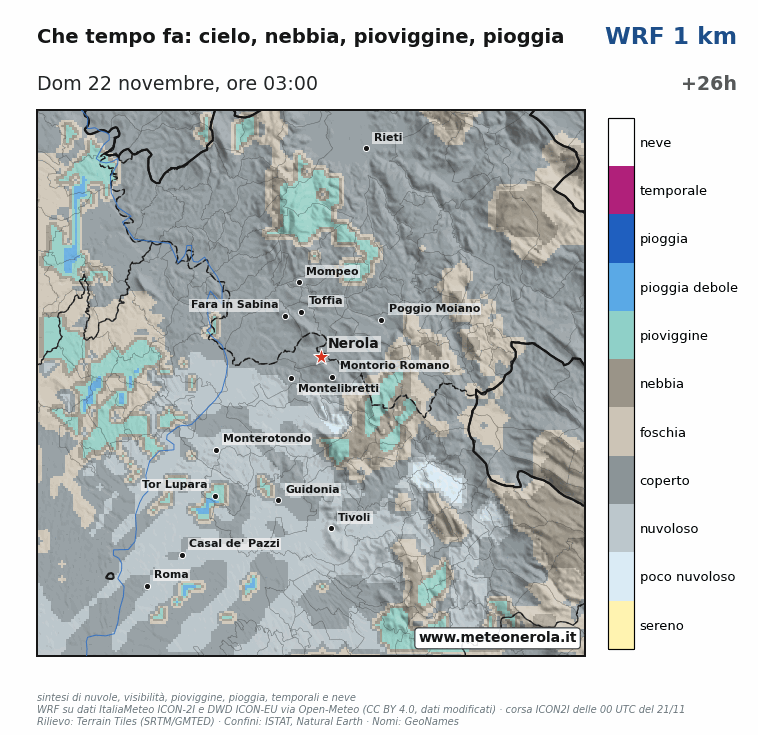 Che tempo fa: cielo, nebbia, pioviggine, pioggia
WRF 1 km
Dom 22 novembre, ore 03:00
+26h
Rieti
Mompeo
Toffia
Fara in Sabina
Poggio Moiano
Nerola
Montorio Romano
Montelibretti
Monterotondo
Tor Lupara
Guidonia
Tivoli
Casal de' Pazzi
Roma
www.meteonerola.it
neve
temporale
pioggia
pioggia debole
pioviggine
nebbia
foschia
coperto
nuvoloso
poco nuvoloso
sereno
sintesi di nuvole, visibilità, pioviggine, pioggia, temporali e neve
WRF su dati ItaliaMeteo ICON-2I e DWD ICON-EU via Open-Meteo (CC BY 4.0, dati modificati) · corsa ICON2I delle 00 UTC del 21/11
Rilievo: Terrain Tiles (SRTM/GMTED) · Confini: ISTAT, Natural Earth · Nomi: GeoNames